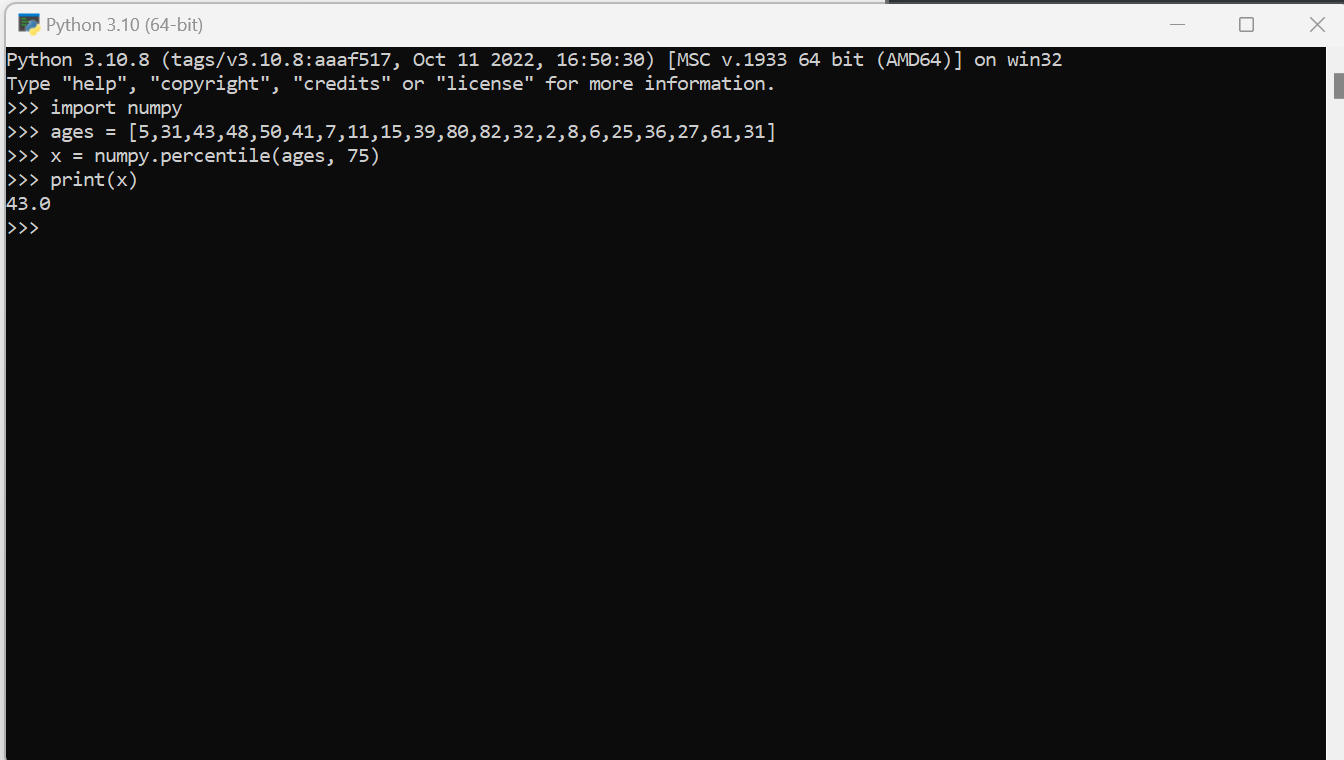 Python 3.10 (64-bit)
Python 3.10.8 (tags/v3.10.8:aaaf517, Oct 11 2022, 16:50:30) [MSC v.1933 64 bit (AMD64)] on win32
Type "help", "copyright", "credits" or "license" for more information.
>>> import numpy
>>> ages = [5,31,43,48,50,41,7,11,15,39,80,82,32,2,8,6,25,36,27,61,31]
>>> x = numpy.percentile(ages, 75)
>>> print(x)
43.0
>>>